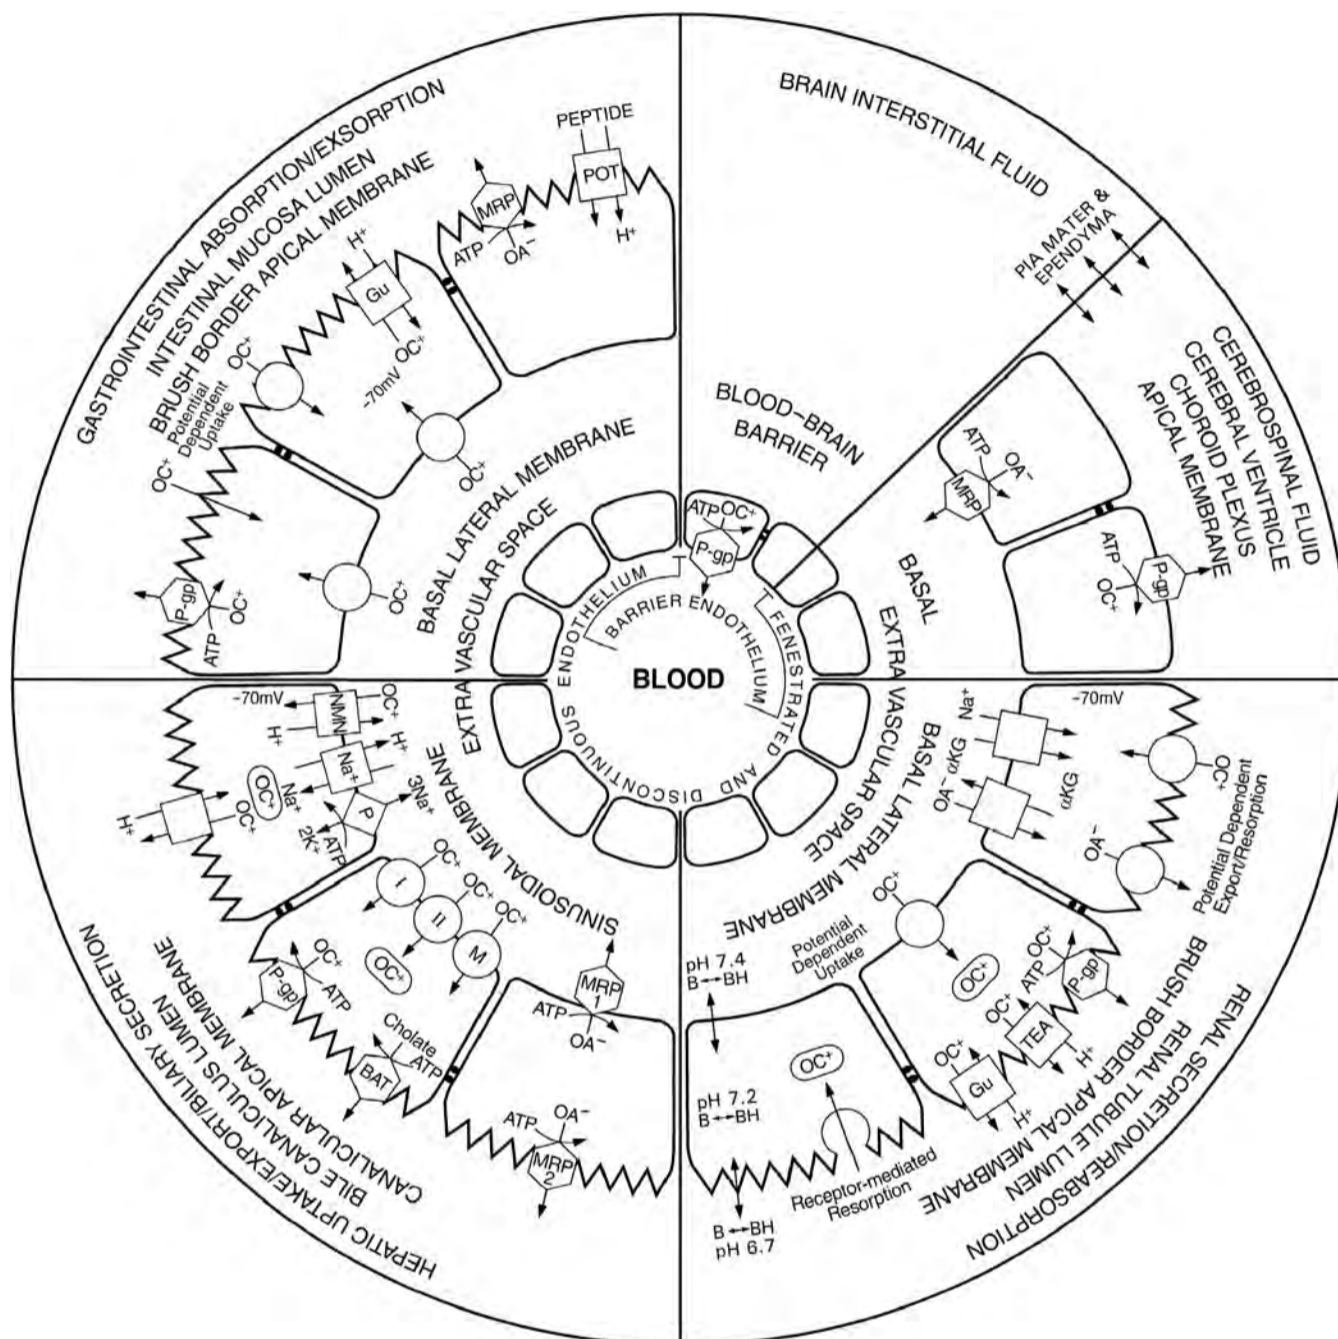 GASTROINTESTINAL ABSORPTION/EXSORPTION
INTESTINAL MUCOSA LUMEN
BRUSH BORDER APICAL MEMBRANE
PEPTIDE
POT
H+
MRP
ATP
OA−
H+
Gu
OC+
−70mV
OC+
OC+
Potential
Dependent
Uptake
OC+
OC+
P-gp
OC+
ATP
BASAL LATERAL MEMBRANE
EXTRA VASCULAR SPACE
BRAIN INTERSTITIAL FLUID
PIA MATER &
EPENDYMA
BLOOD–BRAIN
BARRIER
ATP
OC+
P-gp
CEREBROSPINAL FLUID
CEREBRAL VENTRICLE
CHOROID PLEXUS
APICAL MEMBRANE
ATP
OA−
MRP
ATP
OC+
P-gp
BASAL
EXTRA VASCULAR SPACE
BARRIER ENDOTHELIUM
BLOOD
FENESTRATED AND DISCONTINUOUS ENDOTHELIUM
−70mV
NMN
OC+
H+
H+
Na+
Na+
3Na+
P
2K+
ATP
H+
OC+
OC+
OC+
I
OC+
II
OC+
M
OC+
SINUSOIDAL MEMBRANE
P-gp
OC+
ATP
Cholate
ATP
BAT
MRP
1
ATP
OA−
ATP
OA−
MRP
2
CANALICULAR APICAL MEMBRANE
BILE CANALICULUS LUMEN
HEPATIC UPTAKE/EXPORT/BILIARY SECRETION
BASAL LATERAL MEMBRANE
Na+
αKG
OA−
αKG
−70mV
OC+
OA−
Potential Dependent
Export/Resorption
Potential
Dependent
Uptake
OC+
OC+
OC+
ATP
P-gp
OC+
TEA
H+
OC+
Gu
H+
pH 7.4
B↔BH
pH 7.2
B↔BH
B↔BH
pH 6.7
OC+
Receptor-mediated
Resorption
BRUSH BORDER APICAL MEMBRANE
RENAL TUBULE LUMEN
RENAL SECRETION/REABSORPTION